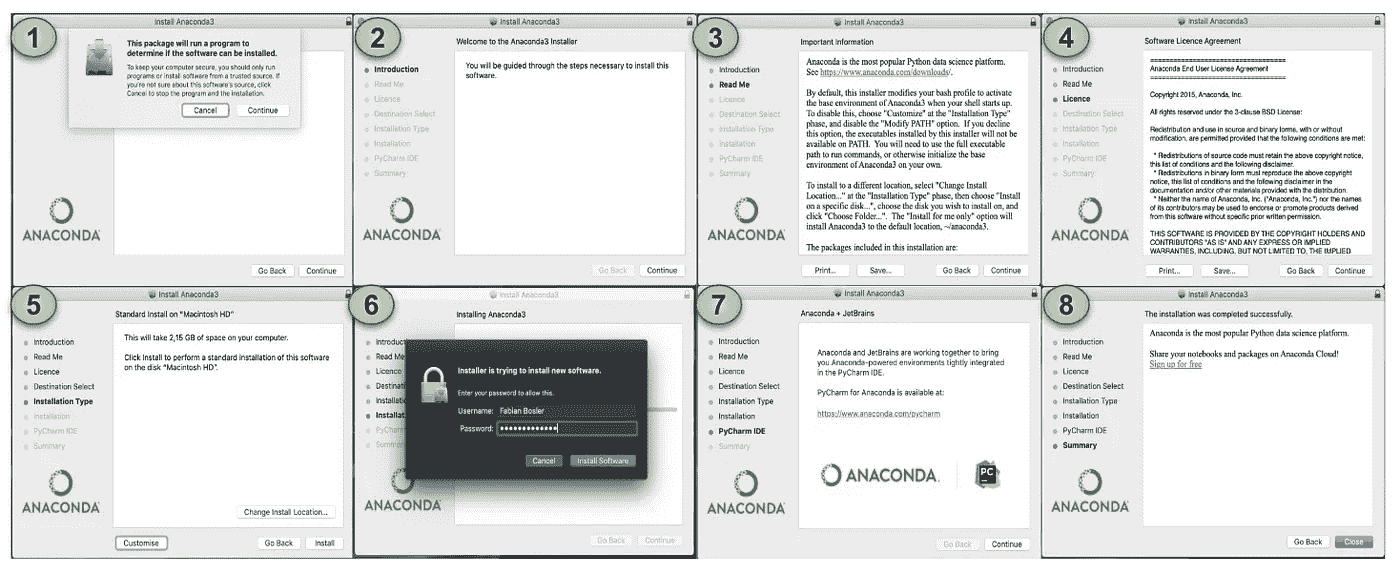 1
Install Anaconda3
This package will run a program to
determine if the software can be installed.
To keep your computer secure, you should only run
programs or install software from a trusted source. If
you're not sure about this software's source, click
Cancel to stop the program and the installation.
Cancel
Continue
ANACONDA
Go Back
Continue
2
Install Anaconda3
Welcome to the Anaconda3 Installer
Introduction
Read Me
Licence
Destination Select
Installation Type
Installation
PyCharm IDE
Summary
You will be guided through the steps necessary to install this
software.
ANACONDA
Go Back
Continue
3
Install Anaconda3
Important Information
Introduction
Read Me
Licence
Destination Select
Installation Type
Installation
PyCharm IDE
Summary
Anaconda is the most popular Python data science platform.
See https://www.anaconda.com/downloads/.
By default, this installer modifies your bash profile to activate
the base environment of Anaconda3 when your shell starts up.
To disable this, choose "Customize" at the "Installation Type"
phase, and disable the "Modify PATH" option.  If you decline
this option, the executables installed by this installer will not be
available on PATH.  You will need to use the full executable
path to run commands, or otherwise initialize the base
environment of Anaconda3 on your own.
To install to a different location, select "Change Install
Location..." at the "Installation Type" phase, then choose "Install
on a specific disk...", choose the disk you wish to install on, and
click "Choose Folder...".  The "Install for me only" option will
install Anaconda3 to the default location, ~/anaconda3.
The packages included in this installation are:
ANACONDA
Print...
Save...
Go Back
Continue
4
Install Anaconda3
Software Licence Agreement
Introduction
Read Me
Licence
Destination Select
Installation Type
Installation
PyCharm IDE
Summary
===================================
Anaconda End User License Agreement
===================================
Copyright 2015, Anaconda, Inc.
All rights reserved under the 3-clause BSD License:
Redistribution and use in source and binary forms, with or without
modification, are permitted provided that the following conditions are met:
* Redistributions of source code must retain the above copyright notice,
this list of conditions and the following disclaimer.
* Redistributions in binary form must reproduce the above copyright
notice, this list of conditions and the following disclaimer in the
documentation and/or other materials provided with the distribution.
* Neither the name of Anaconda, Inc. ("Anaconda, Inc.") nor the names
of its contributors may be used to endorse or promote products derived
from this software without specific prior written permission.
THIS SOFTWARE IS PROVIDED BY THE COPYRIGHT HOLDERS AND
CONTRIBUTORS "AS IS" AND ANY EXPRESS OR IMPLIED
WARRANTIES, INCLUDING, BUT NOT LIMITED TO, THE IMPLIED
ANACONDA
Print...
Save...
Go Back
Continue
5
Install Anaconda3
Standard Install on "Macintosh HD"
Introduction
Read Me
Licence
Destination Select
Installation Type
Installation
PyCharm IDE
Summary
This will take 2,15 GB of space on your computer.
Click Install to perform a standard installation of this software
on the disk "Macintosh HD".
ANACONDA
Change Install Location...
Customise
Go Back
Install
6
Install Anaconda3
Installing Anaconda3
Introduction
Read Me
Licence
Destinati
Installati
Installat
PyCharm
Summar
Installer is trying to install new software.
Enter your password to allow this.
Username: Fabian Bosler
Password: •••••••••••••
Cancel
Install Software
ANACONDA
Go Back
Continue
7
Install Anaconda3
Anaconda + JetBrains
Introduction
Read Me
Licence
Destination Select
Installation Type
Installation
PyCharm IDE
Summary
Anaconda and JetBrains are working together to bring
you Anaconda-powered environments tightly integrated
in the PyCharm IDE.
PyCharm for Anaconda is available at:
https://www.anaconda.com/pycharm
ANACONDA.
PC
ANACONDA
Go Back
Continue
8
Install Anaconda3
The installation was completed successfully.
Introduction
Read Me
Licence
Destination Select
Installation Type
Installation
PyCharm IDE
Summary
Anaconda is the most popular Python data science platform.
Share your notebooks and packages on Anaconda Cloud!
Sign up for free
ANACONDA
Go Back
Close